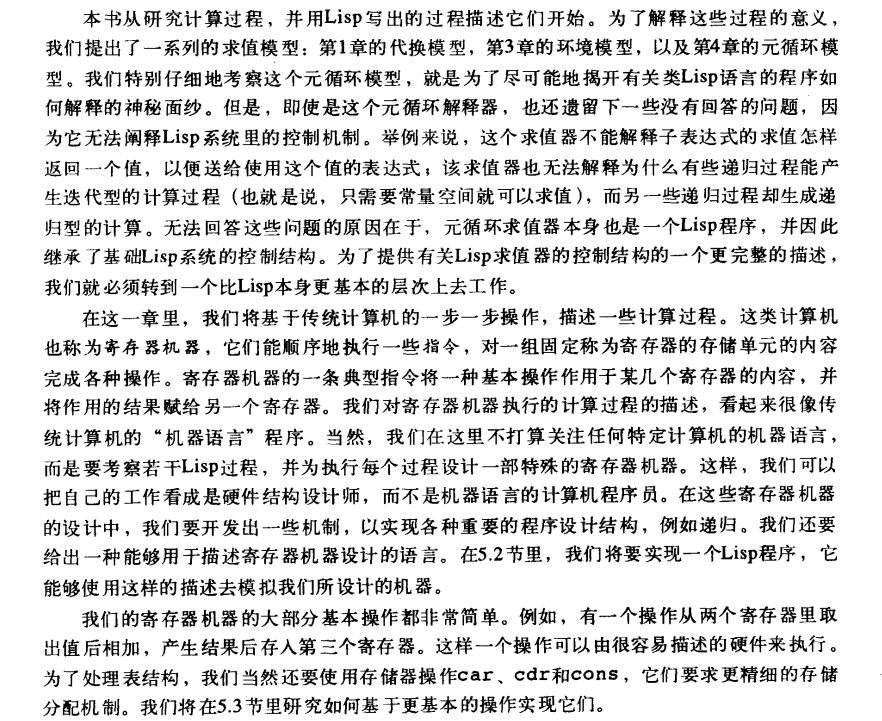 本书从研究计算过程，并用Lisp写出的过程描述它们开始。为了解释这些过程的意义，
我们提出了一系列的求值模型：第1章的代换模型，第3章的环境模型，以及第4章的元循环模
型。我们特别仔细地考察这个元循环模型，就是为了尽可能地揭开有关类Lisp语言的程序如
何解释的神秘面纱。但是，即使是这个元循环解释器，也还遗留下一些没有回答的问题，因
为它无法阐释Lisp系统里的控制机制。举例来说，这个求值器不能解释子表达式的求值怎样
返回一个值，以便送给使用这个值的表达式；该求值器也无法解释为什么有些递归过程能产
生迭代型的计算过程（也就是说，只需要常量空间就可以求值），而另一些递归过程却生成递
归型的计算。无法回答这些问题的原因在于，元循环求值器本身也是一个Lisp程序，并因此
继承了基础Lisp系统的控制结构。为了提供有关Lisp求值器的控制结构的一个更完整的描述，
我们就必须转到一个比Lisp本身更基本的层次上去工作。
在这一章里，我们将基于传统计算机的一步一步操作，描述一些计算过程。这类计算机
也称为寄存器机器，它们能顺序地执行一些指令，对一组固定称为寄存器的存储单元的内容
完成各种操作。寄存器机器的一条典型指令将一种基本操作作用于某几个寄存器的内容，并
将作用的结果赋给另一个寄存器。我们对寄存器机器执行的计算过程的描述，看起来很像传
统计算机的“机器语言”程序。当然，我们在这里不打算关注任何特定计算机的机器语言，
而是要考察若干Lisp过程，并为执行每个过程设计一部特殊的寄存器机器。这样，我们可以
把自己的工作看成是硬件结构设计师，而不是机器语言的计算机程序员。在这些寄存器机器
的设计中，我们要开发出一些机制，以实现各种重要的程序设计结构，例如递归。我们还要
给出一种能够用于描述寄存器机器设计的语言。在5.2节里，我们将要实现一个Lisp程序，它
能够使用这样的描述去模拟我们所设计的机器。
我们的寄存器机器的大部分基本操作都非常简单。例如，有一个操作从两个寄存器里取
出值后相加，产生结果后存入第三个寄存器。这样一个操作可以由很容易描述的硬件来执行。
为了处理表结构，我们当然还要使用存储器操作car、cdr和cons，它们要求更精细的存储
分配机制。我们将在5.3节里研究如何基于更基本的操作实现它们。